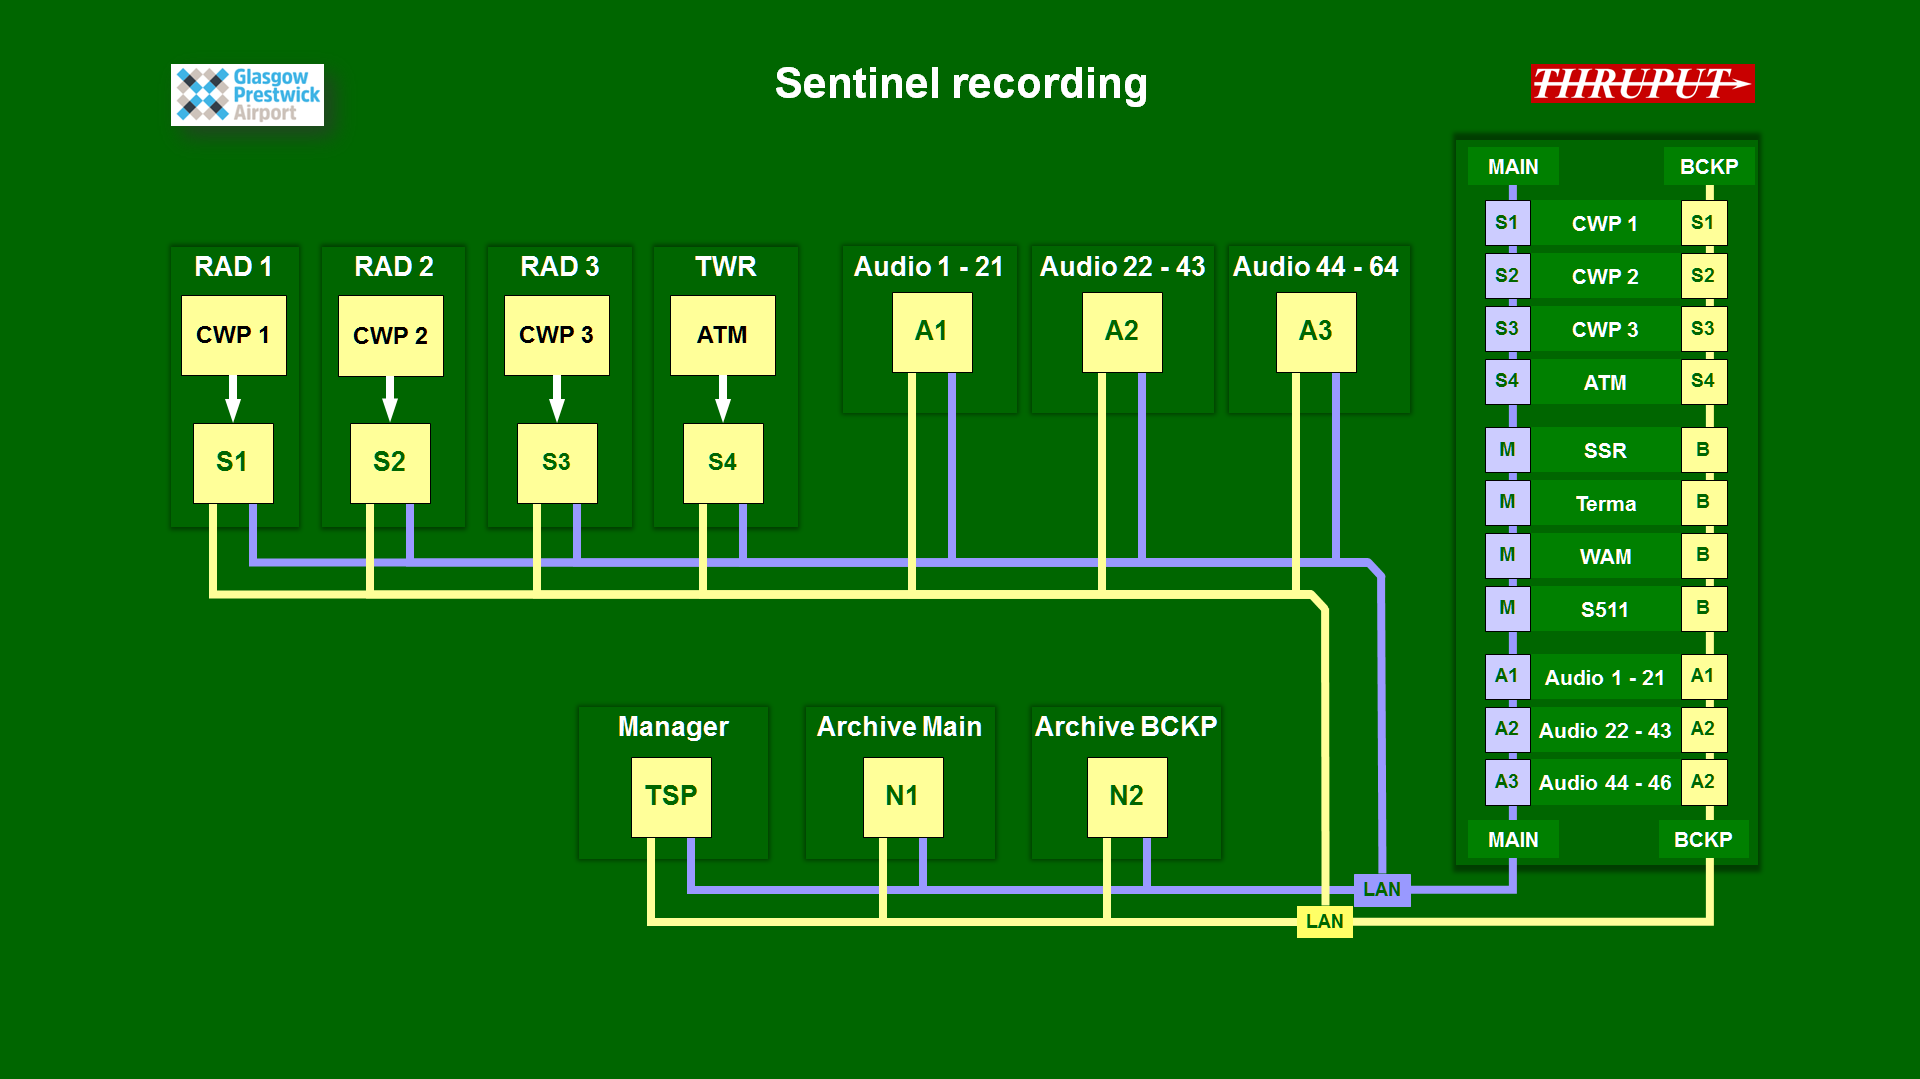 Glasgow
Prestwick
Airport
Sentinel recording
THRUPUT
RAD 1
RAD 2
RAD 3
TWR
Audio 1 - 21
Audio 22 - 43
Audio 44 - 64
CWP 1
CWP 2
CWP 3
ATM
A1
A2
A3
S1
S2
S3
S4
Manager
Archive Main
Archive BCKP
TSP
N1
N2
LAN
LAN
MAIN
BCKP
S1 CWP 1 S1
S2 CWP 2 S2
S3 CWP 3 S3
S4 ATM S4
M SSR B
M Terma B
M WAM B
M S511 B
A1 Audio 1 - 21 A1
A2 Audio 22 - 43 A2
A3 Audio 44 - 46 A2
MAIN
BCKP